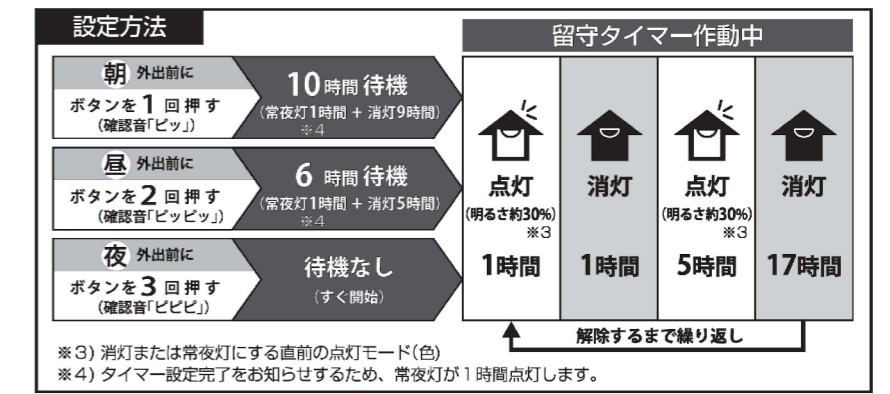 設定方法
留守タイマー作動中
朝 外出前に
ボタンを1回押す
(確認音「ピッ」)
10時間待機
(常夜灯1時間 + 消灯9時間)
※4
昼 外出前に
ボタンを2回押す
(確認音「ピッピッ」)
6時間待機
(常夜灯1時間 + 消灯5時間)
※4
夜 外出前に
ボタンを3回押す
(確認音「ピピピ」)
待機なし
(すぐ開始)
点灯
(明るさ約30%)
※3
1時間
消灯
1時間
点灯
(明るさ約30%)
※3
5時間
消灯
17時間
解除するまで繰り返し
※3) 消灯または常夜灯にする直前の点灯モード(色)
※4) タイマー設定完了をお知らせするため、常夜灯が1時間点灯します。